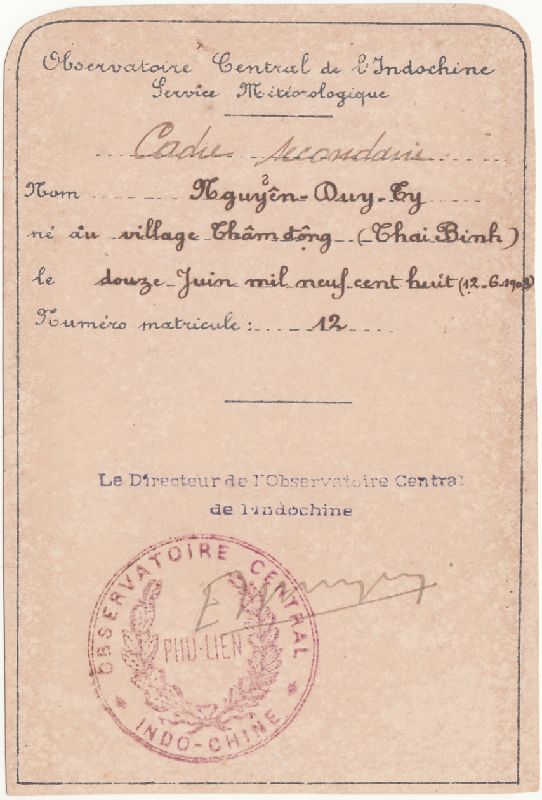 Observatoire Central de l'Indochine
Service Météorologique
Cadre secondaire
Nom Nguyên-Duy-Ty
né au village Thâm động (Thai Binh)
le douze Juin mil neuf cent huit (12-6-1908)
Numéro matricule : 12
Le Directeur de l'Observatoire Central
de l'Indochine
OBSERVATOIRE CENTRAL
PHU-LIEN
INDO-CHINE